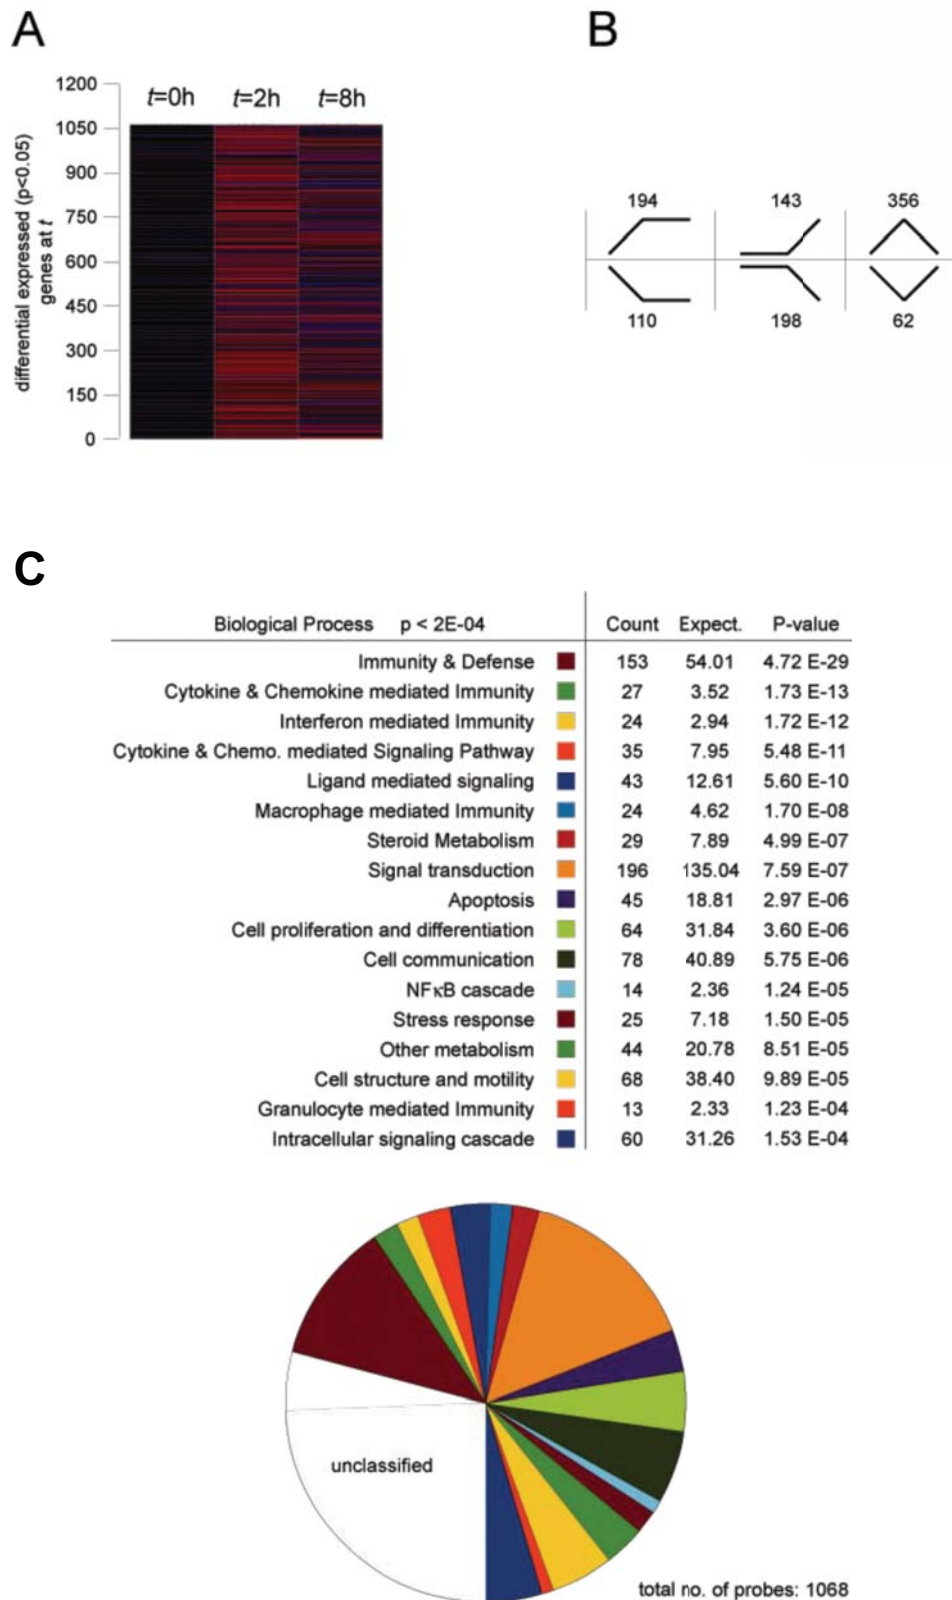 A
B
t=0h t=2h t=8h
differential expressed (p<0.05)
genes at t
1200
1050
900
750
600
450
300
150
0
194 143 356
110 198 62
C
Biological Process p < 2E-04 Count Expect. P-value
Immunity & Defense 153 54.01 4.72 E-29
Cytokine & Chemokine mediated Immunity 27 3.52 1.73 E-13
Interferon mediated Immunity 24 2.94 1.72 E-12
Cytokine & Chemo. mediated Signaling Pathway 35 7.95 5.48 E-11
Ligand mediated signaling 43 12.61 5.60 E-10
Macrophage mediated Immunity 24 4.62 1.70 E-08
Steroid Metabolism 29 7.89 4.99 E-07
Signal transduction 196 135.04 7.59 E-07
Apoptosis 45 18.81 2.97 E-06
Cell proliferation and differentiation 64 31.84 3.60 E-06
Cell communication 78 40.89 5.75 E-06
NFκB cascade 14 2.36 1.24 E-05
Stress response 25 7.18 1.50 E-05
Other metabolism 44 20.78 8.51 E-05
Cell structure and motility 68 38.40 9.89 E-05
Granulocyte mediated Immunity 13 2.33 1.23 E-04
Intracellular signaling cascade 60 31.26 1.53 E-04
unclassified
total no. of probes: 1068